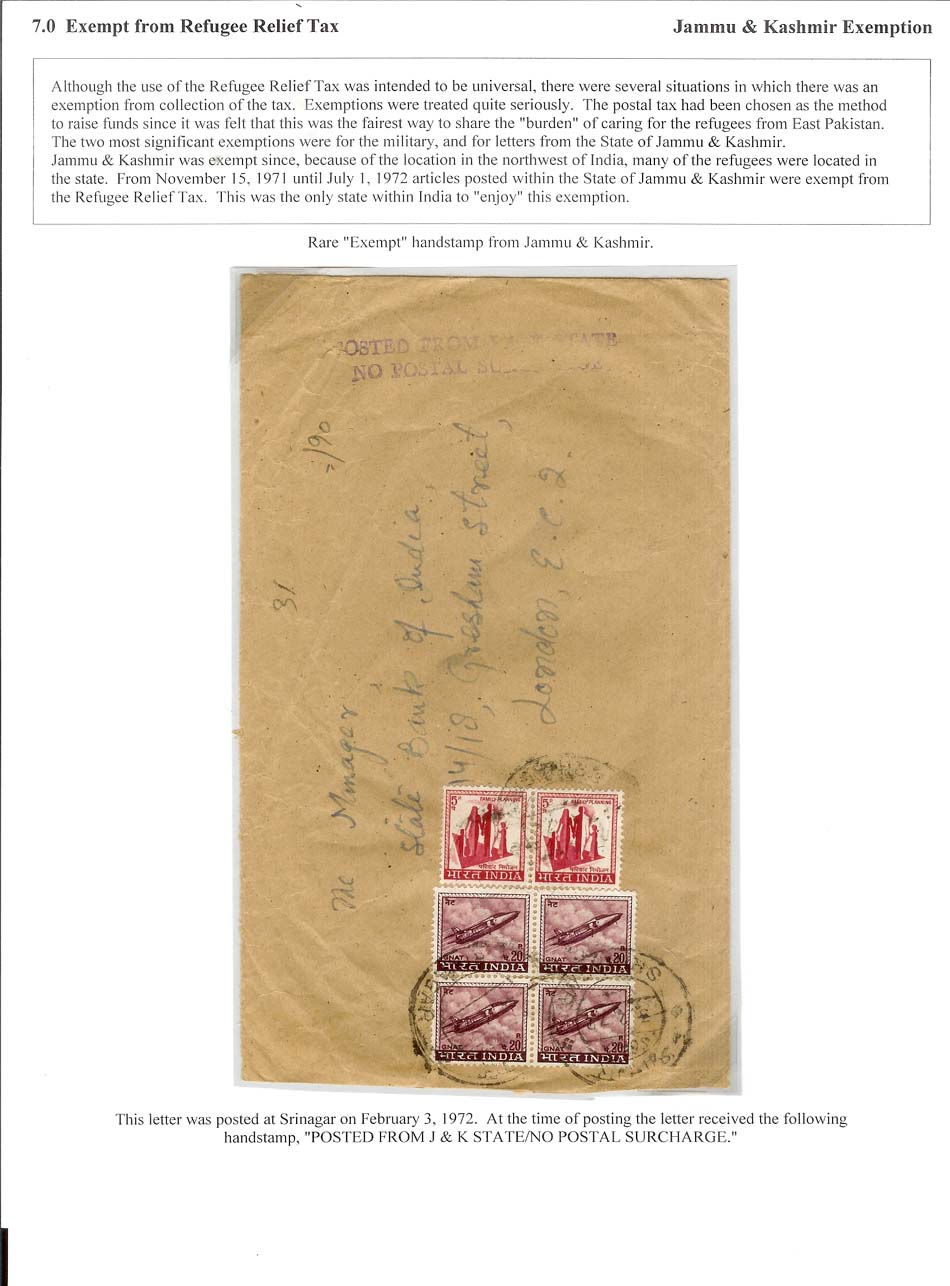 7.0 Exempt from Refugee Relief Tax
Jammu & Kashmir Exemption
Although the use of the Refugee Relief Tax was intended to be universal, there were several situations in which there was an
exemption from collection of the tax. Exemptions were treated quite seriously. The postal tax had been chosen as the method
to raise funds since it was felt that this was the fairest way to share the "burden" of caring for the refugees from East Pakistan.
The two most significant exemptions were for the military, and for letters from the State of Jammu & Kashmir.
Jammu & Kashmir was exempt since, because of the location in the northwest of India, many of the refugees were located in
the state. From November 15, 1971 until July 1, 1972 articles posted within the State of Jammu & Kashmir were exempt from
the Refugee Relief Tax. This was the only state within India to "enjoy" this exemption.
Rare "Exempt" handstamp from Jammu & Kashmir.
POSTED FROM STATE
NO POSTAL
=/90
31
The Mnager
State Bank of India,
14/18, Gresham Street,
London, E.C.2.
5 FAMILY PLANNING
परिवार नियोजन
भारत INDIA
5 FAMILY PLANNING
परिवार नियोजन
भारत INDIA
नैट
GNAT प. 20 P
भारत INDIA
नैट
GNAT प. 20 P
भारत INDIA
नैट
GNAT प. 20 P
भारत INDIA
नैट
GNAT प. 20 P
भारत INDIA
This letter was posted at Srinagar on February 3, 1972. At the time of posting the letter received the following
handstamp, "POSTED FROM J & K STATE/NO POSTAL SURCHARGE."